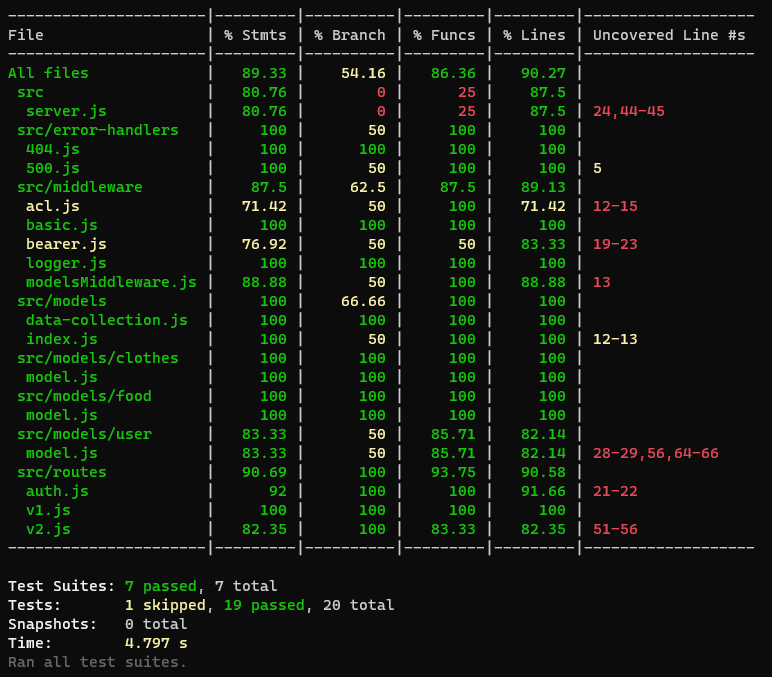 ----------------------|---------|----------|---------|---------|-------------------
File                  | % Stmts | % Branch | % Funcs | % Lines | Uncovered Line #s
----------------------|---------|----------|---------|---------|-------------------
All files             |   89.33 |    54.16 |   86.36 |   90.27 |
 src                  |   80.76 |        0 |      25 |    87.5 |
  server.js           |   80.76 |        0 |      25 |    87.5 | 24,44-45
 src/error-handlers   |     100 |       50 |     100 |     100 |
  404.js              |     100 |      100 |     100 |     100 |
  500.js              |     100 |       50 |     100 |     100 | 5
 src/middleware       |    87.5 |     62.5 |    87.5 |   89.13 |
  acl.js              |   71.42 |       50 |     100 |   71.42 | 12-15
  basic.js            |     100 |      100 |     100 |     100 |
  bearer.js           |   76.92 |       50 |      50 |   83.33 | 19-23
  logger.js           |     100 |      100 |     100 |     100 |
  modelsMiddleware.js |   88.88 |       50 |     100 |   88.88 | 13
 src/models           |     100 |    66.66 |     100 |     100 |
  data-collection.js  |     100 |      100 |     100 |     100 |
  index.js            |     100 |       50 |     100 |     100 | 12-13
 src/models/clothes   |     100 |      100 |     100 |     100 |
  model.js            |     100 |      100 |     100 |     100 |
 src/models/food      |     100 |      100 |     100 |     100 |
  model.js            |     100 |      100 |     100 |     100 |
 src/models/user      |   83.33 |       50 |   85.71 |   82.14 |
  model.js            |   83.33 |       50 |   85.71 |   82.14 | 28-29,56,64-66
 src/routes           |   90.69 |      100 |   93.75 |   90.58 |
  auth.js             |      92 |      100 |     100 |   91.66 | 21-22
  v1.js               |     100 |      100 |     100 |     100 |
  v2.js               |   82.35 |      100 |   83.33 |   82.35 | 51-56
----------------------|---------|----------|---------|---------|-------------------
Test Suites: 7 passed, 7 total
Tests:       1 skipped, 19 passed, 20 total
Snapshots:   0 total
Time:        4.797 s
Ran all test suites.